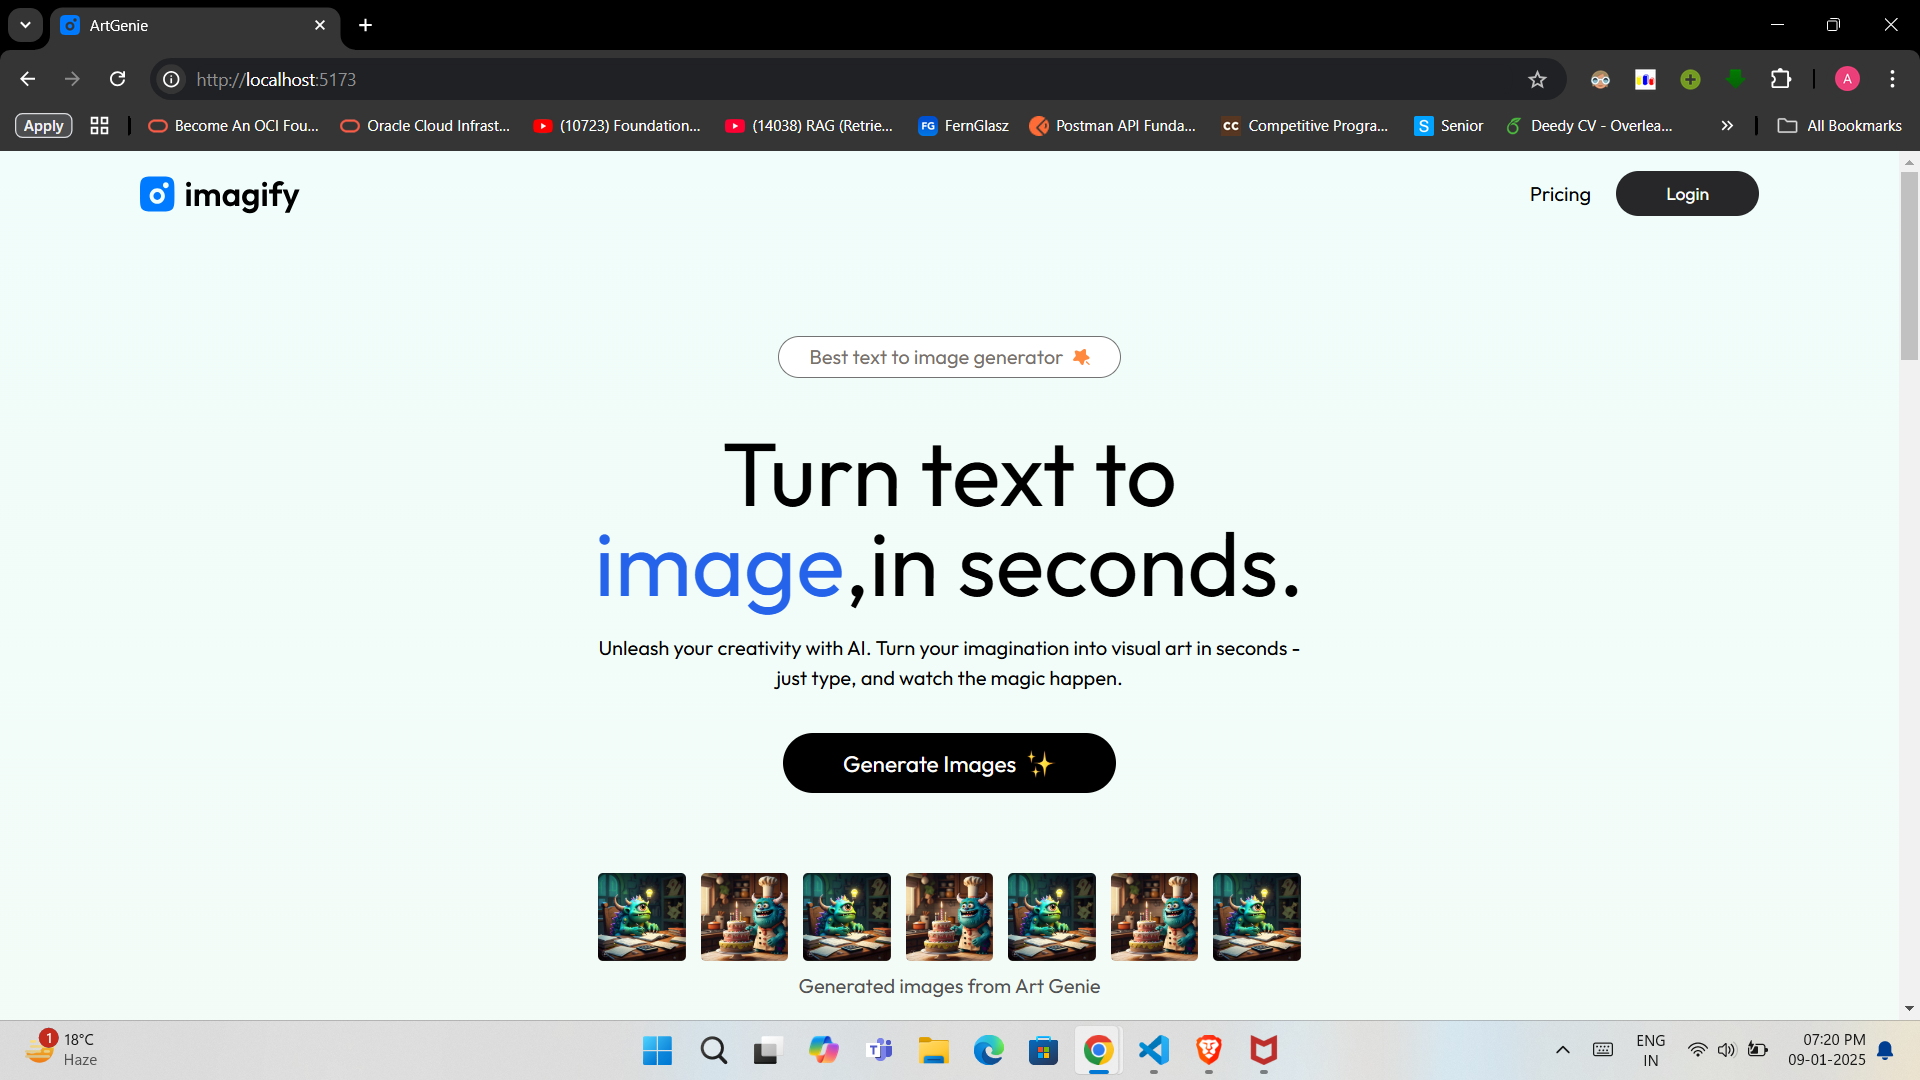 ArtGenie
http://localhost:5173
A
Apply
Become An OCI Fou...
Oracle Cloud Infrast...
(10723) Foundation...
(14038) RAG (Retrie...
FG FernGlasz
Postman API Funda...
CC Competitive Progra...
S Senior
Deedy CV - Overlea...
All Bookmarks
imagify
Pricing
Login
Best text to image generator
Turn text to
image,in seconds.
Unleash your creativity with AI. Turn your imagination into visual art in seconds -
just type, and watch the magic happen.
Generate Images
Generated images from Art Genie
1
18°C
Haze
ENG
IN
07:20 PM
09-01-2025